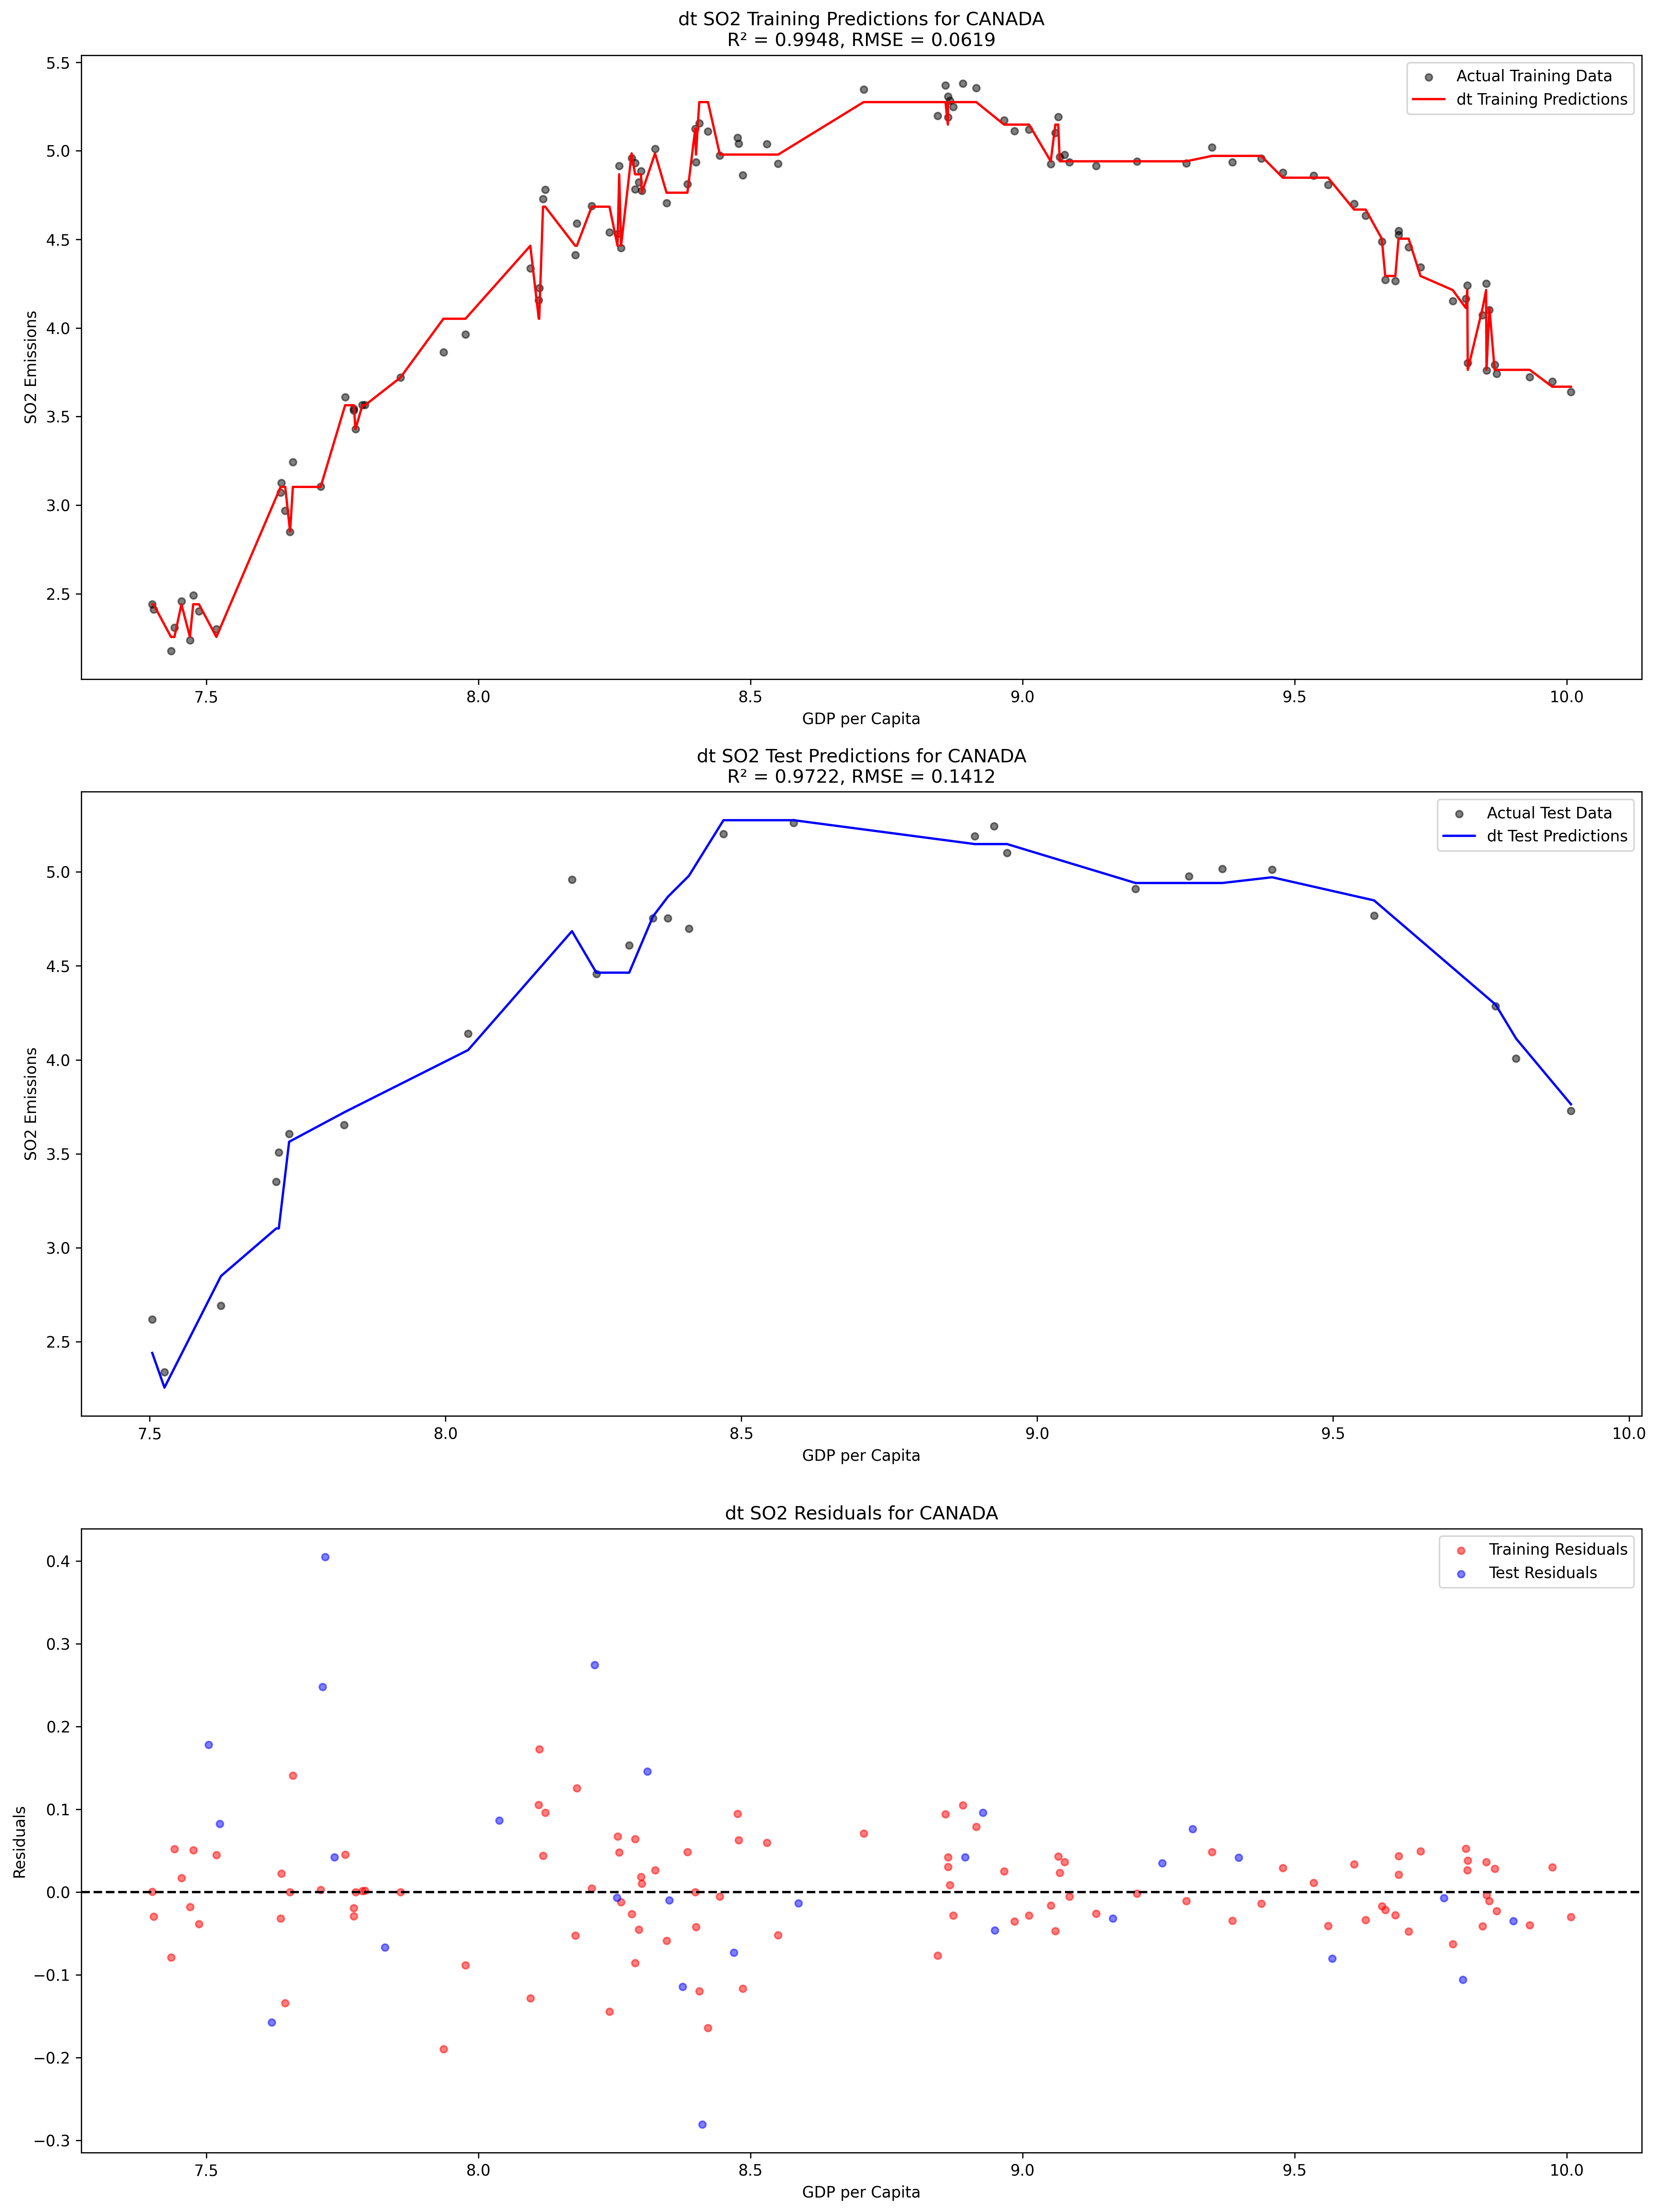 dt SO2 Training Predictions for CANADA
R² = 0.9948, RMSE = 0.0619
Actual Training Data
dt Training Predictions
SO2 Emissions
5.5
5.0
4.5
4.0
3.5
3.0
2.5
7.5 8.0 8.5 9.0 9.5 10.0
GDP per Capita
dt SO2 Test Predictions for CANADA
R² = 0.9722, RMSE = 0.1412
Actual Test Data
dt Test Predictions
SO2 Emissions
5.0
4.5
4.0
3.5
3.0
2.5
7.5 8.0 8.5 9.0 9.5 10.0
GDP per Capita
dt SO2 Residuals for CANADA
Training Residuals
Test Residuals
Residuals
0.4
0.3
0.2
0.1
0.0
−0.1
−0.2
−0.3
7.5 8.0 8.5 9.0 9.5 10.0
GDP per Capita